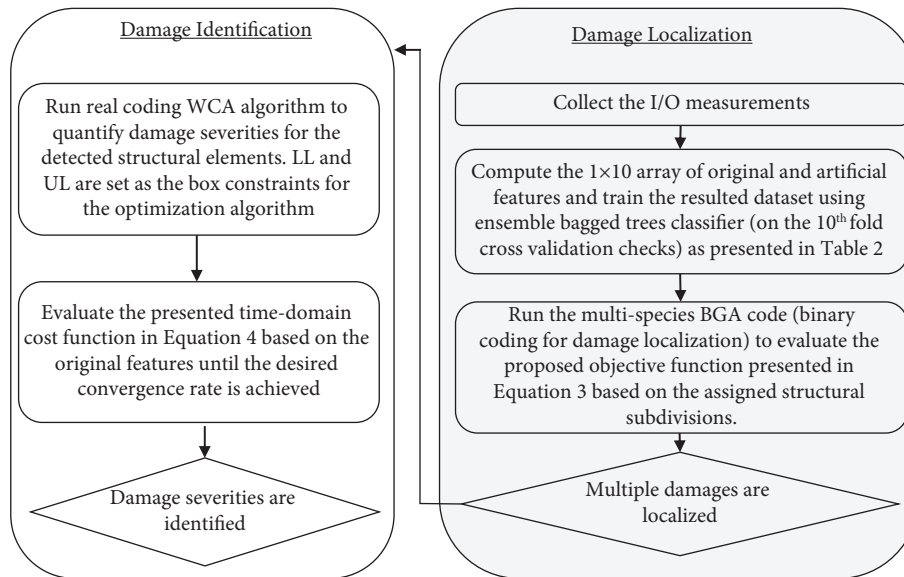 Damage Identification
Run real coding WCA algorithm to
quantify damage severities for the
detected structural elements. LL and
UL are set as the box constraints for
the optimization algorithm
Evaluate the presented time-domain
cost function in Equation 4 based on the
original features until the desired
convergence rate is achieved
Damage severities are
identified
Damage Localization
Collect the I/O measurements
Compute the 1×10 array of original and artificial
features and train the resulted dataset using
ensemble bagged trees classifier (on the 10th fold
cross validation checks) as presented in Table 2
Run the multi-species BGA code (binary
coding for damage localization) to evaluate the
proposed objective function presented in
Equation 3 based on the assigned structural
subdivisions.
Multiple damages are
localized